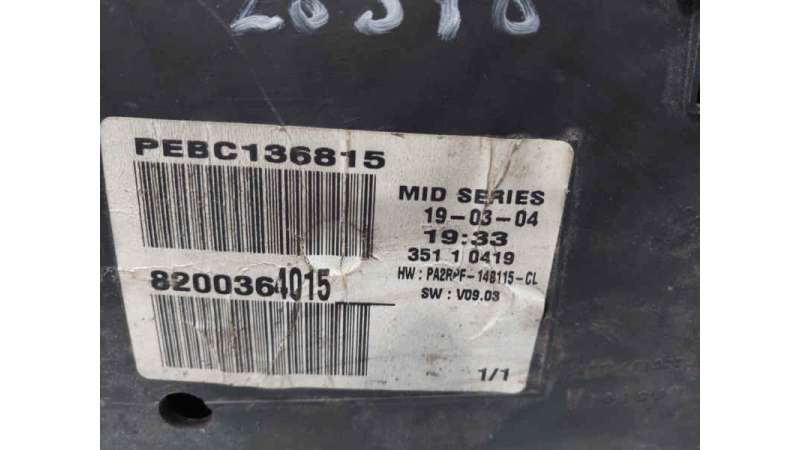 PEBC136815
MID SERIES
19-03-04
19:33
351 1 0419
HW : PA2RPF-148115-CL
SW : V09.03
8200364015
1/1